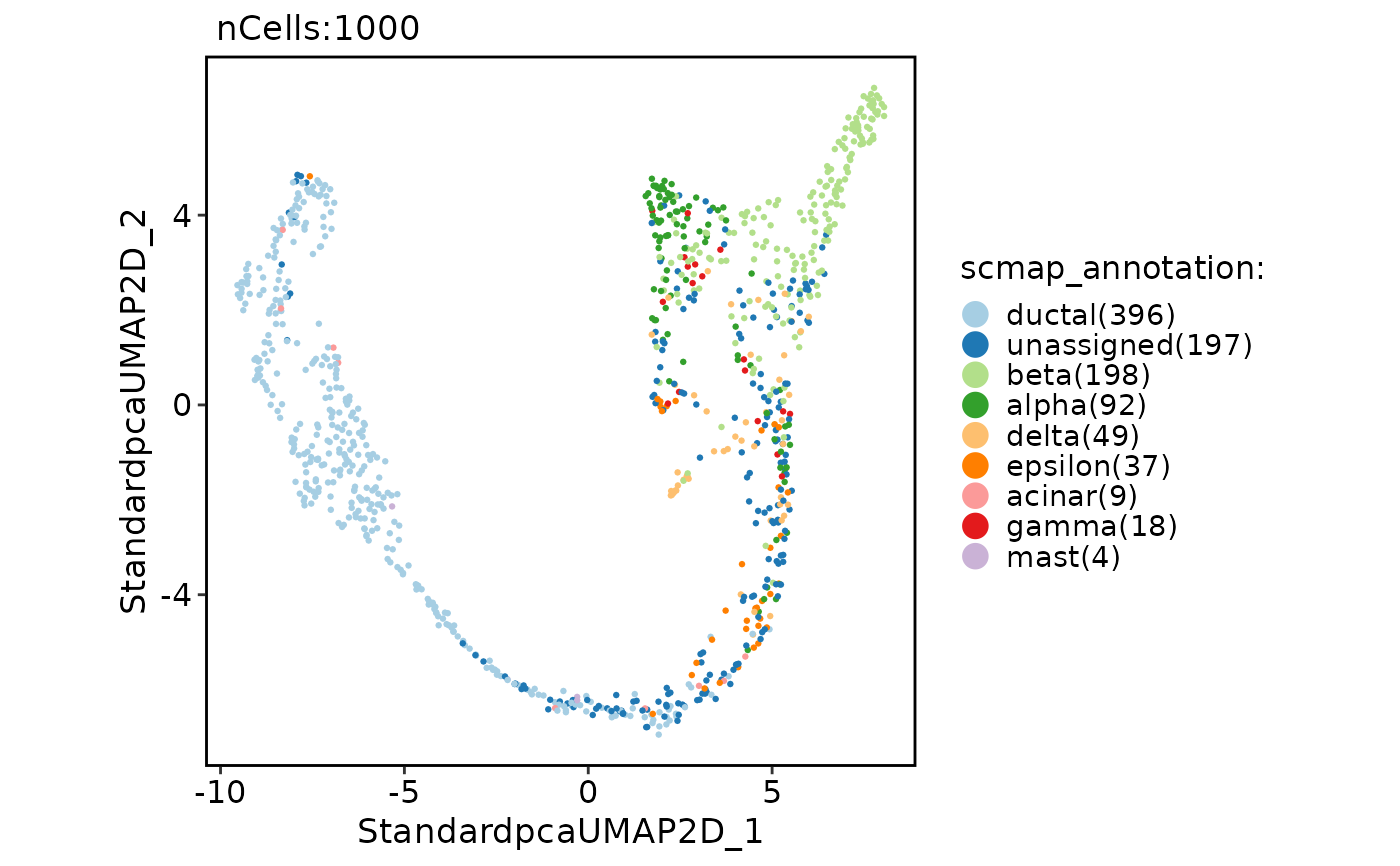 nCells:1000
StandardpcaUMAP2D_2
4
0
-4
-10
-5
0
5
StandardpcaUMAP2D_1
scmap_annotation:
ductal(396)
unassigned(197)
beta(198)
alpha(92)
delta(49)
epsilon(37)
acinar(9)
gamma(18)
mast(4)